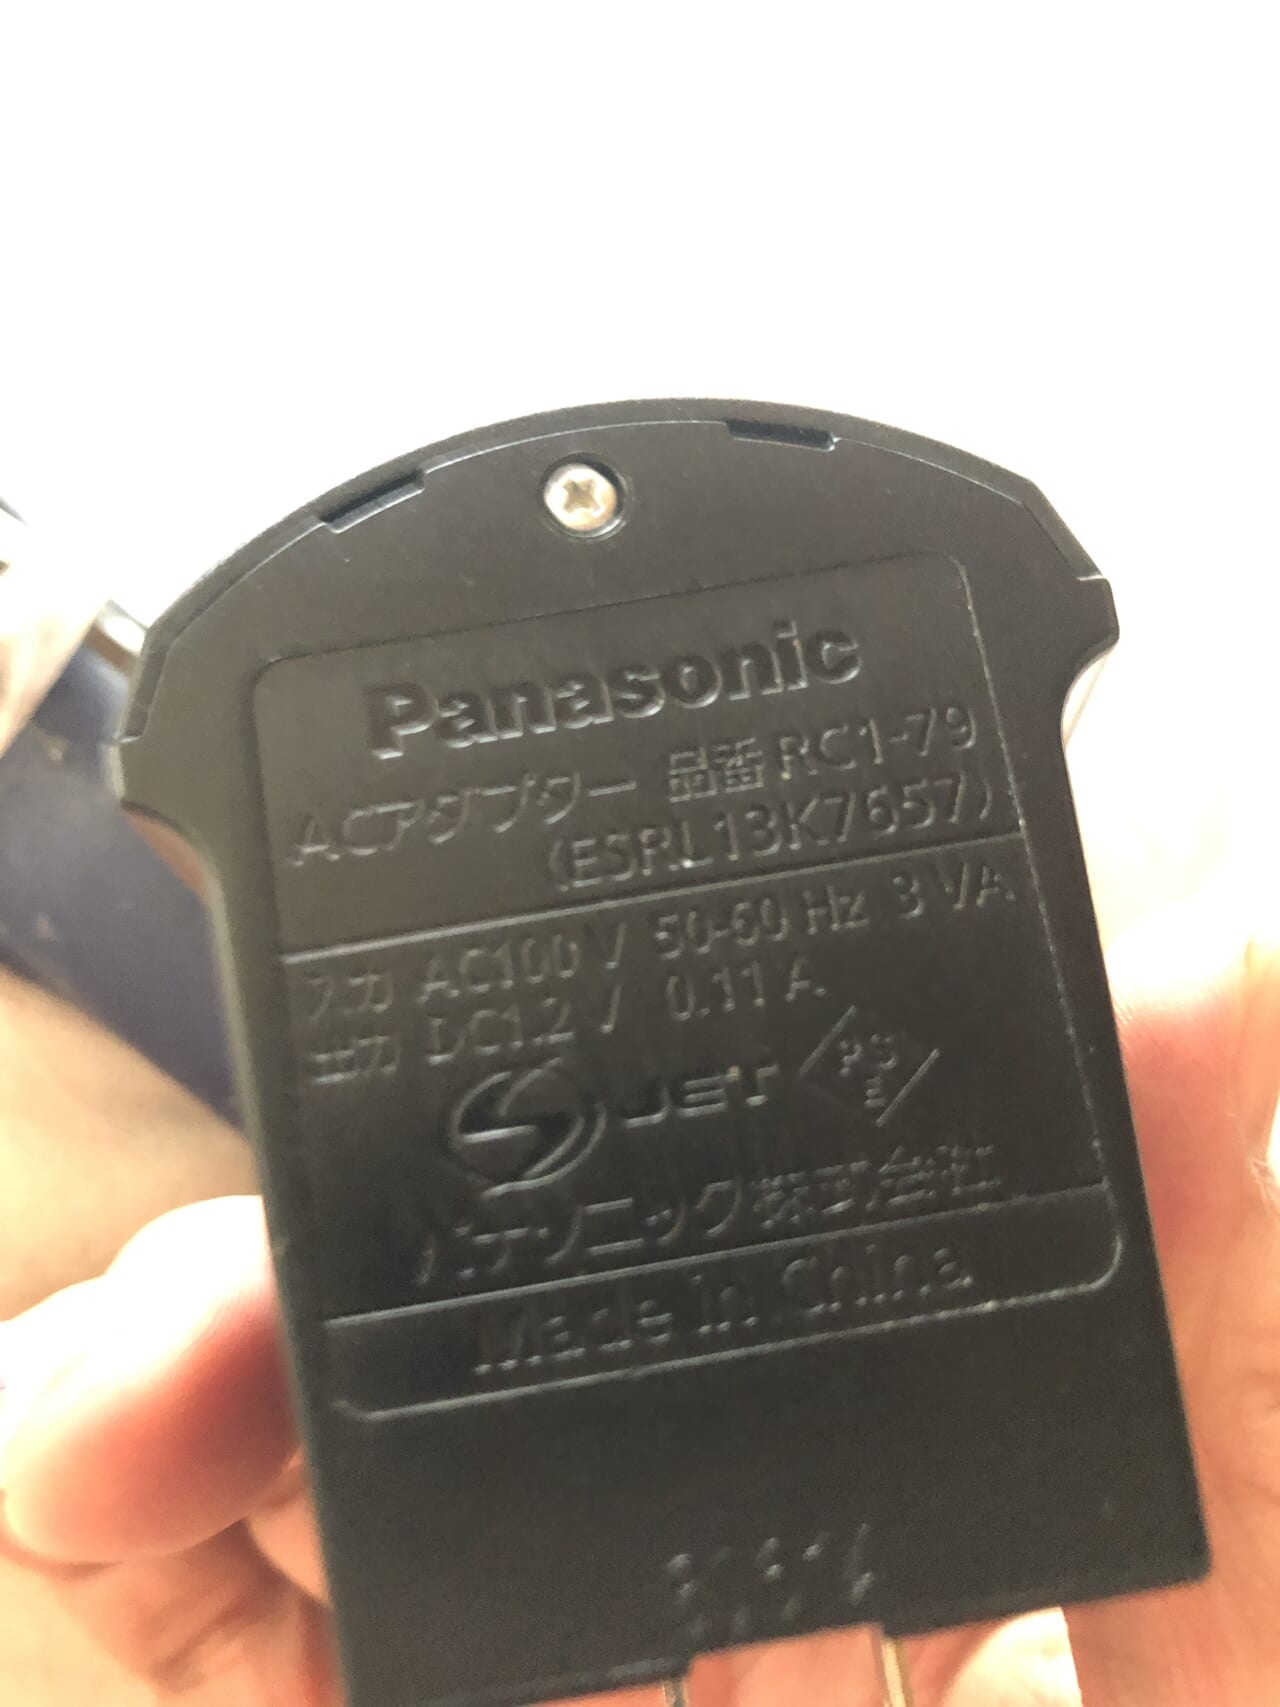 Panasonic
ACアダプター 品番 RC1-79
(ESRL13K7657)
入力 AC100 V 50-60 Hz 3 VA
出力 DC1.2 V 0.11 A
S JET PS E
パナソニック株式会社
Made in China